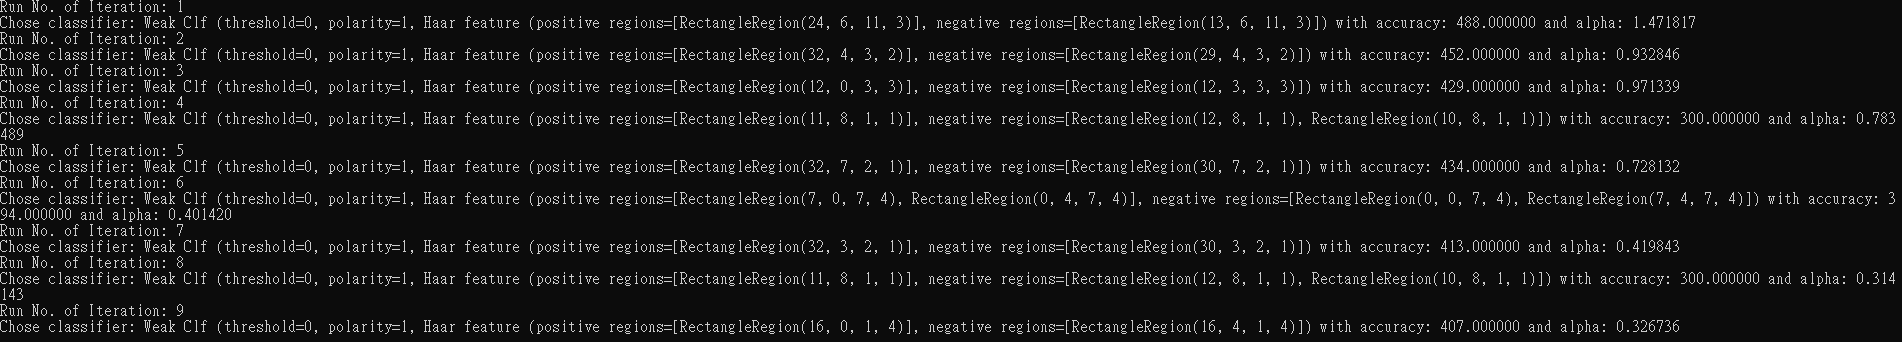 Run No. of Iteration: 1
Chose classifier: Weak Clf (threshold=0, polarity=1, Haar feature (positive regions=[RectangleRegion(24, 6, 11, 3)], negative regions=[RectangleRegion(13, 6, 11, 3)]) with accuracy: 488.000000 and alpha: 1.471817
Run No. of Iteration: 2
Chose classifier: Weak Clf (threshold=0, polarity=1, Haar feature (positive regions=[RectangleRegion(32, 4, 3, 2)], negative regions=[RectangleRegion(29, 4, 3, 2)]) with accuracy: 452.000000 and alpha: 0.932846
Run No. of Iteration: 3
Chose classifier: Weak Clf (threshold=0, polarity=1, Haar feature (positive regions=[RectangleRegion(12, 0, 3, 3)], negative regions=[RectangleRegion(12, 3, 3, 3)]) with accuracy: 429.000000 and alpha: 0.971339
Run No. of Iteration: 4
Chose classifier: Weak Clf (threshold=0, polarity=1, Haar feature (positive regions=[RectangleRegion(11, 8, 1, 1)], negative regions=[RectangleRegion(12, 8, 1, 1), RectangleRegion(10, 8, 1, 1)]) with accuracy: 300.000000 and alpha: 0.783
489
Run No. of Iteration: 5
Chose classifier: Weak Clf (threshold=0, polarity=1, Haar feature (positive regions=[RectangleRegion(32, 7, 2, 1)], negative regions=[RectangleRegion(30, 7, 2, 1)]) with accuracy: 434.000000 and alpha: 0.728132
Run No. of Iteration: 6
Chose classifier: Weak Clf (threshold=0, polarity=1, Haar feature (positive regions=[RectangleRegion(7, 0, 7, 4), RectangleRegion(0, 4, 7, 4)], negative regions=[RectangleRegion(0, 0, 7, 4), RectangleRegion(7, 4, 7, 4)]) with accuracy: 3
94.000000 and alpha: 0.401420
Run No. of Iteration: 7
Chose classifier: Weak Clf (threshold=0, polarity=1, Haar feature (positive regions=[RectangleRegion(32, 3, 2, 1)], negative regions=[RectangleRegion(30, 3, 2, 1)]) with accuracy: 413.000000 and alpha: 0.419843
Run No. of Iteration: 8
Chose classifier: Weak Clf (threshold=0, polarity=1, Haar feature (positive regions=[RectangleRegion(11, 8, 1, 1)], negative regions=[RectangleRegion(12, 8, 1, 1), RectangleRegion(10, 8, 1, 1)]) with accuracy: 300.000000 and alpha: 0.314
143
Run No. of Iteration: 9
Chose classifier: Weak Clf (threshold=0, polarity=1, Haar feature (positive regions=[RectangleRegion(16, 0, 1, 4)], negative regions=[RectangleRegion(16, 4, 1, 4)]) with accuracy: 407.000000 and alpha: 0.326736